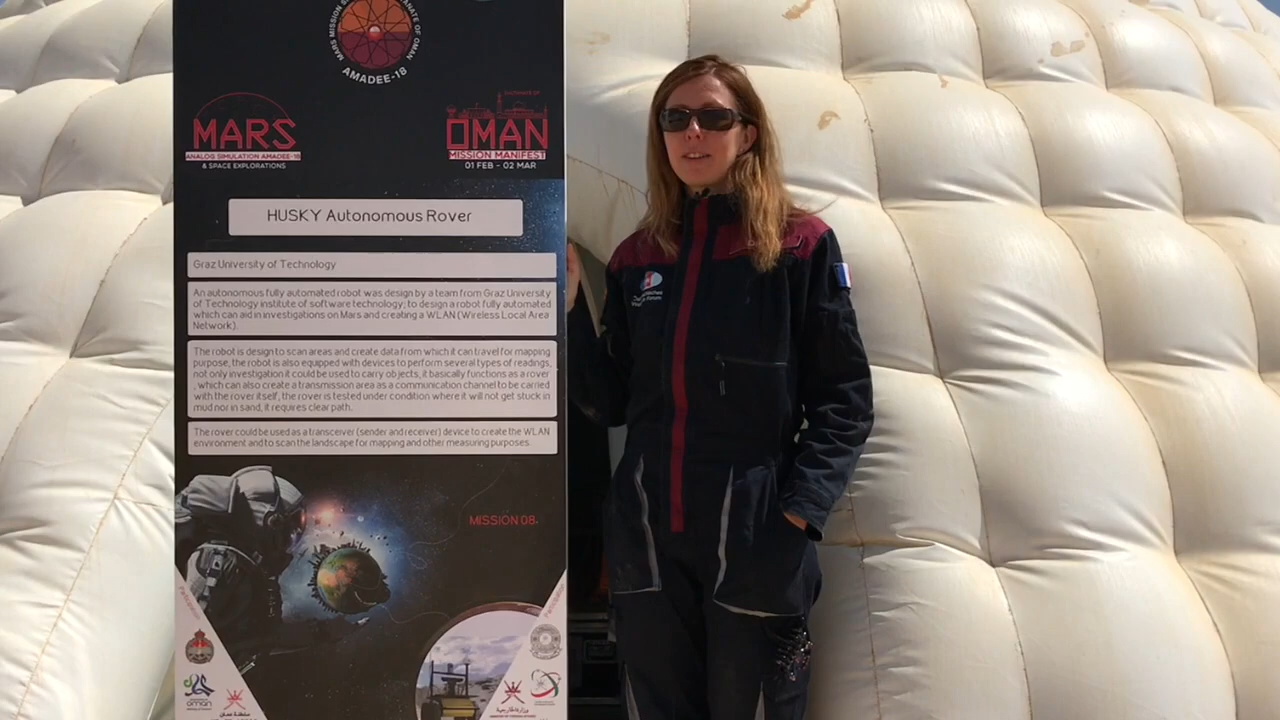 MARS MISSION
OF OMAN
AMADEE-18
MARS
ANALOG SIMULATION AMADEE-18
& SPACE EXPLORATIONS
OMAN
MISSION MANIFEST
01 FEB - 02 MAR
HUSKY Autonomous Rover
Graz University of Technology
An autonomous fully automated robot was design by a team from Graz University
of Technology institute of software technology; to design a robot fully automated
which can aid in investigations on Mars and creating a WLAN (Wireless Local Area
Network).
The robot is design to scan areas and create data from which it can travel for mapping
purpose, the robot is also equipped with devices to perform several types of readings,
not only investigation it could be used to carry objects, it basically functions as a rover
, which can also create a transmission area as a communication channel to be carried
with the rover itself, the rover is tested under condition where it will not get stuck in
mud nor in sand, it requires clear path.
The rover could be used as a transceiver (sender and receiver) device to create the WLAN
environment and to scan the landscape for mapping and other measuring purposes.
MISSION 08
oman
سلطنة عمان
وزارة الخارجية